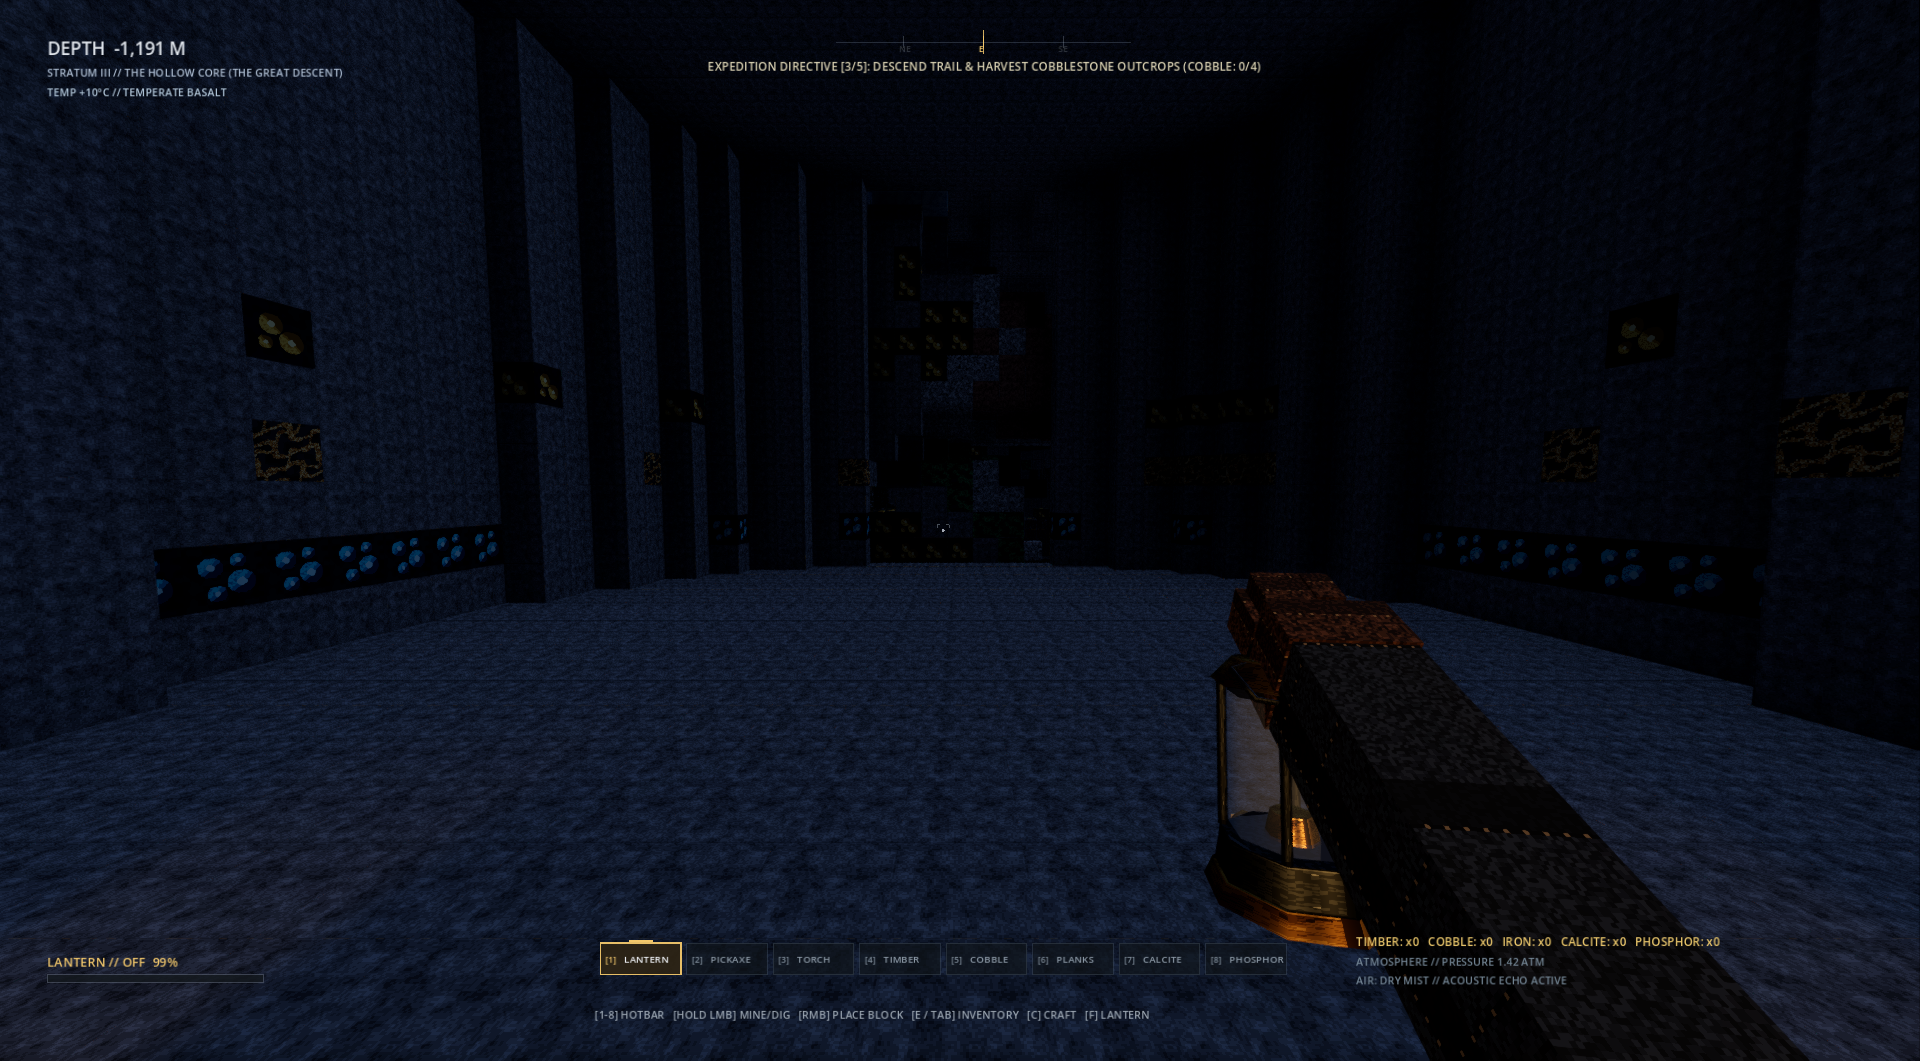 DEPTH -1,191 M
STRATUM III // THE HOLLOW CORE (THE GREAT DESCENT)
TEMP +10°C // TEMPERATE BASALT
NE E SE
EXPEDITION DIRECTIVE [3/5]: DESCEND TRAIL & HARVEST COBBLESTONE OUTCROPS (COBBLE: 0/4)
LANTERN // OFF 99%
[1] LANTERN [2] PICKAXE [3] TORCH [4] TIMBER [5] COBBLE [6] PLANKS [7] CALCITE [8] PHOSPHOR
[1-8] HOTBAR [HOLD LMB] MINE/DIG [RMB] PLACE BLOCK [E / TAB] INVENTORY [C] CRAFT [F] LANTERN
TIMBER: x0 COBBLE: x0 IRON: x0 CALCITE: x0 PHOSPHOR: x0
ATMOSPHERE // PRESSURE 1.42 ATM
AIR: DRY MIST // ACOUSTIC ECHO ACTIVE